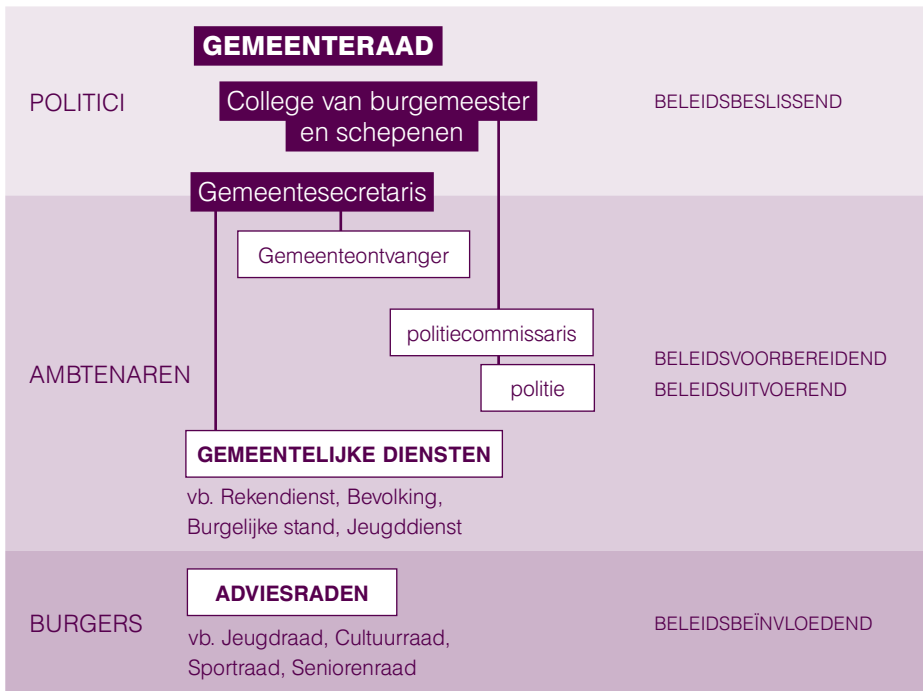 GEMEENTERAAD
POLITICI
College van burgemeester
en schepenen
BELEIDSBESLISSEND
Gemeentesecretaris
Gemeenteontvanger
politiecommissaris
AMBTENAREN
politie
BELEIDSVOORBEREIDEND
BELEIDSUITVOEREND
GEMEENTELIJKE DIENSTEN
vb. Rekendienst, Bevolking,
Burgelijke stand, Jeugddienst
ADVIESRADEN
BURGERS
vb. Jeugdraad, Cultuurraad,
Sportraad, Seniorenraad
BELEIDSBEÏNVLOEDEND